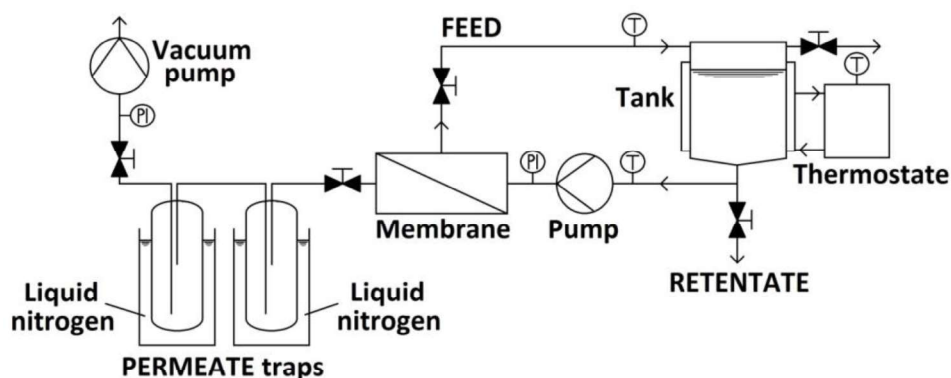 FEED
T
Vacuum
pump
T
Tank
PI
PI
T
Thermostate
Membrane
Pump
Liquid
nitrogen
Liquid
nitrogen
RETENTATE
PERMEATE traps